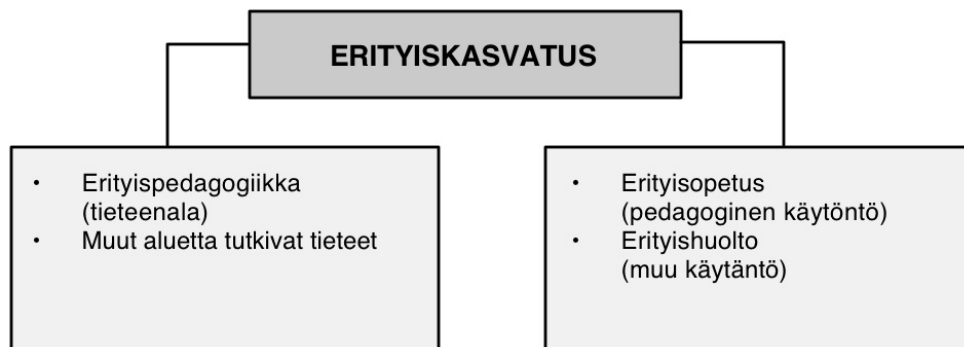 ERITYISKASVATUS
• Erityispedagogiikka
(tieteenala)
• Muut aluetta tutkivat tieteet
• Erityisopetus
(pedagoginen käytöntö)
• Erityishuolto
(muu käytäntö)